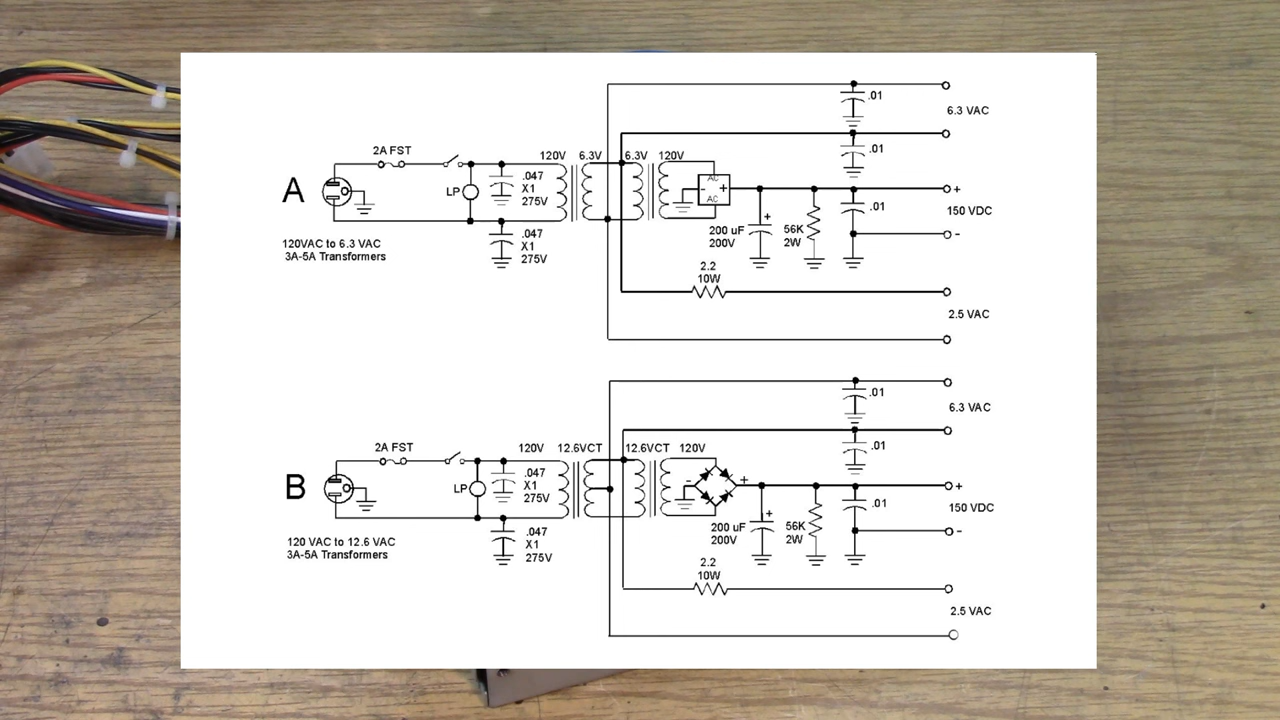 .01
6.3 VAC
2A FST
120V
6.3V
6.3V
120V
.01
A
LP
.047
X1
275V
AC
- +
AC
.01
+
150 VDC
-
120VAC to 6.3 VAC
3A-5A Transformers
.047
X1
275V
+
200 uF
200V
56K
2W
2.2
10W
2.5 VAC
.01
6.3 VAC
2A FST
120V
12.6VCT
12.6VCT
120V
.01
B
LP
.047
X1
275V
- +
.01
+
150 VDC
-
120 VAC to 12.6 VAC
3A-5A Transformers
.047
X1
275V
+
200 uF
200V
56K
2W
2.2
10W
2.5 VAC